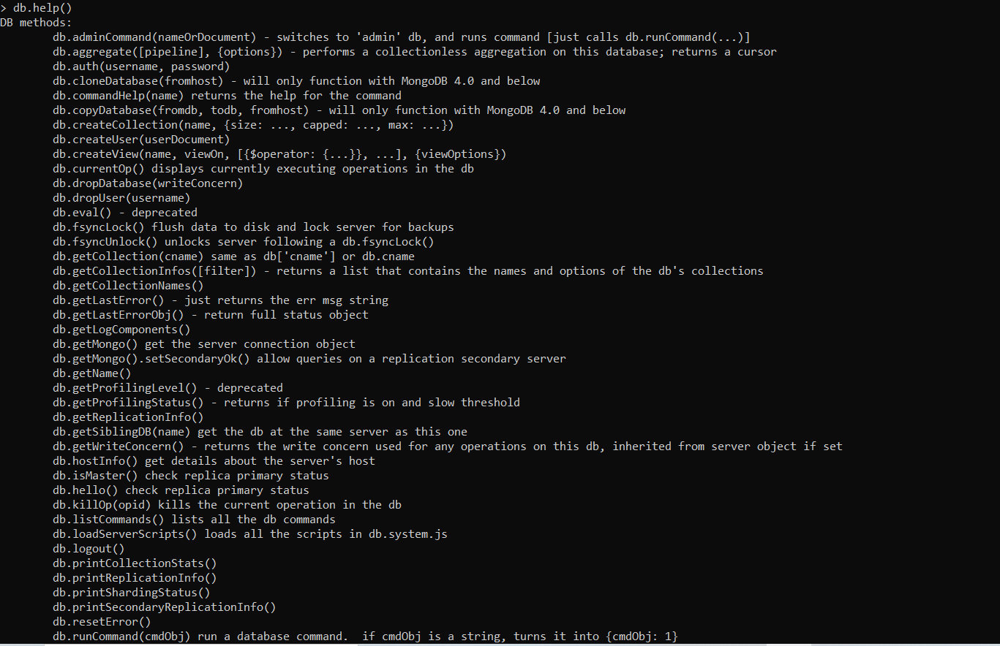 > db.help()
DB methods:
db.adminCommand(nameOrDocument) - switches to 'admin' db, and runs command [just calls db.runCommand(...)]
db.aggregate([pipeline], {options}) - performs a collectionless aggregation on this database; returns a cursor
db.auth(username, password)
db.cloneDatabase(fromhost) - will only function with MongoDB 4.0 and below
db.commandHelp(name) returns the help for the command
db.copyDatabase(fromdb, todb, fromhost) - will only function with MongoDB 4.0 and below
db.createCollection(name, {size: ..., capped: ..., max: ...})
db.createUser(userDocument)
db.createView(name, viewOn, [{$operator: {...}}, ...], {viewOptions})
db.currentOp() displays currently executing operations in the db
db.dropDatabase(writeConcern)
db.dropUser(username)
db.eval() - deprecated
db.fsyncLock() flush data to disk and lock server for backups
db.fsyncUnlock() unlocks server following a db.fsyncLock()
db.getCollection(cname) same as db['cname'] or db.cname
db.getCollectionInfos([filter]) - returns a list that contains the names and options of the db's collections
db.getCollectionNames()
db.getLastError() - just returns the err msg string
db.getLastErrorObj() - return full status object
db.getLogComponents()
db.getMongo() get the server connection object
db.getMongo().setSecondaryOk() allow queries on a replication secondary server
db.getName()
db.getProfilingLevel() - deprecated
db.getProfilingStatus() - returns if profiling is on and slow threshold
db.getReplicationInfo()
db.getSiblingDB(name) get the db at the same server as this one
db.getWriteConcern() - returns the write concern used for any operations on this db, inherited from server object if set
db.hostInfo() get details about the server's host
db.isMaster() check replica primary status
db.hello() check replica primary status
db.killOp(opid) kills the current operation in the db
db.listCommands() lists all the db commands
db.loadServerScripts() loads all the scripts in db.system.js
db.logout()
db.printCollectionStats()
db.printReplicationInfo()
db.printShardingStatus()
db.printSecondaryReplicationInfo()
db.resetError()
db.runCommand(cmdObj) run a database command.  if cmdObj is a string, turns it into {cmdObj: 1}